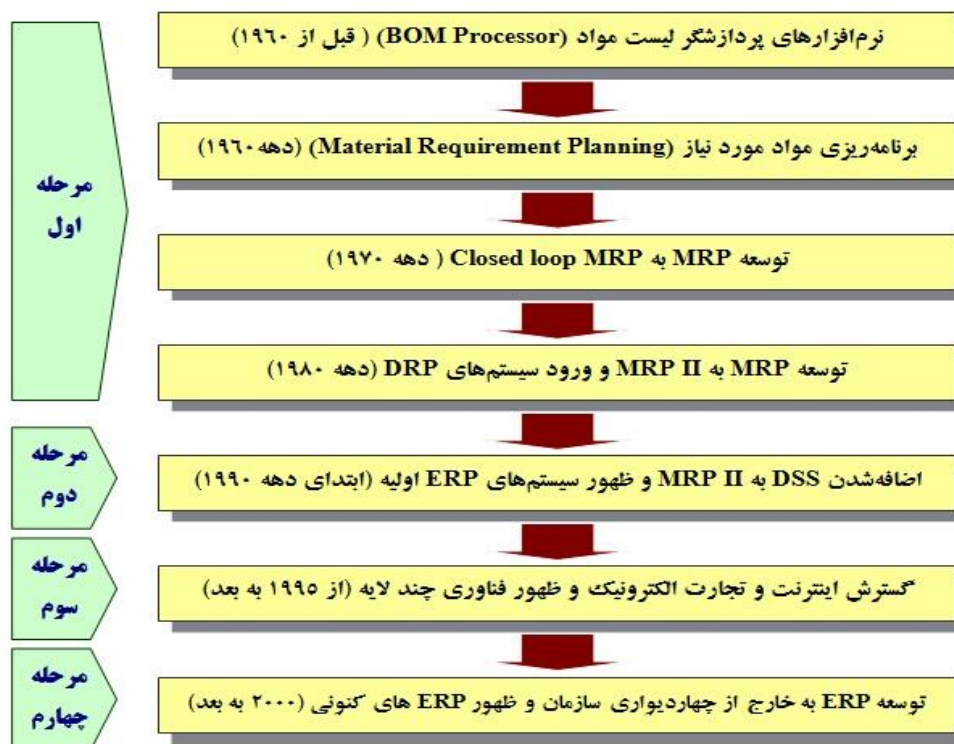 نرم‌افزارهای پردازشگر لیست مواد (BOM Processor) ( قبل از ۱۹۶۰)
برنامه‌ریزی مواد مورد نیاز (Material Requirement Planning) (دهه ۱۹۶۰)
مرحله
اول
توسعه MRP به Closed loop MRP ( دهه ۱۹۷۰)
توسعه MRP به MRP II و ورود سیستم‌های DRP (دهه ۱۹۸۰)
مرحله
دوم
اضافه‌شدن DSS به MRP II و ظهور سیستم‌های ERP اولیه (ابتدای دهه ۱۹۹۰)
مرحله
سوم
گسترش اینترنت و تجارت الکترونیك و ظهور فناوری چند لایه (از ۱۹۹۵ به بعد)
مرحله
چهارم
توسعه ERP به خارج از چهاردیواری سازمان و ظهور ERP های کنونی (۲۰۰۰ به بعد)